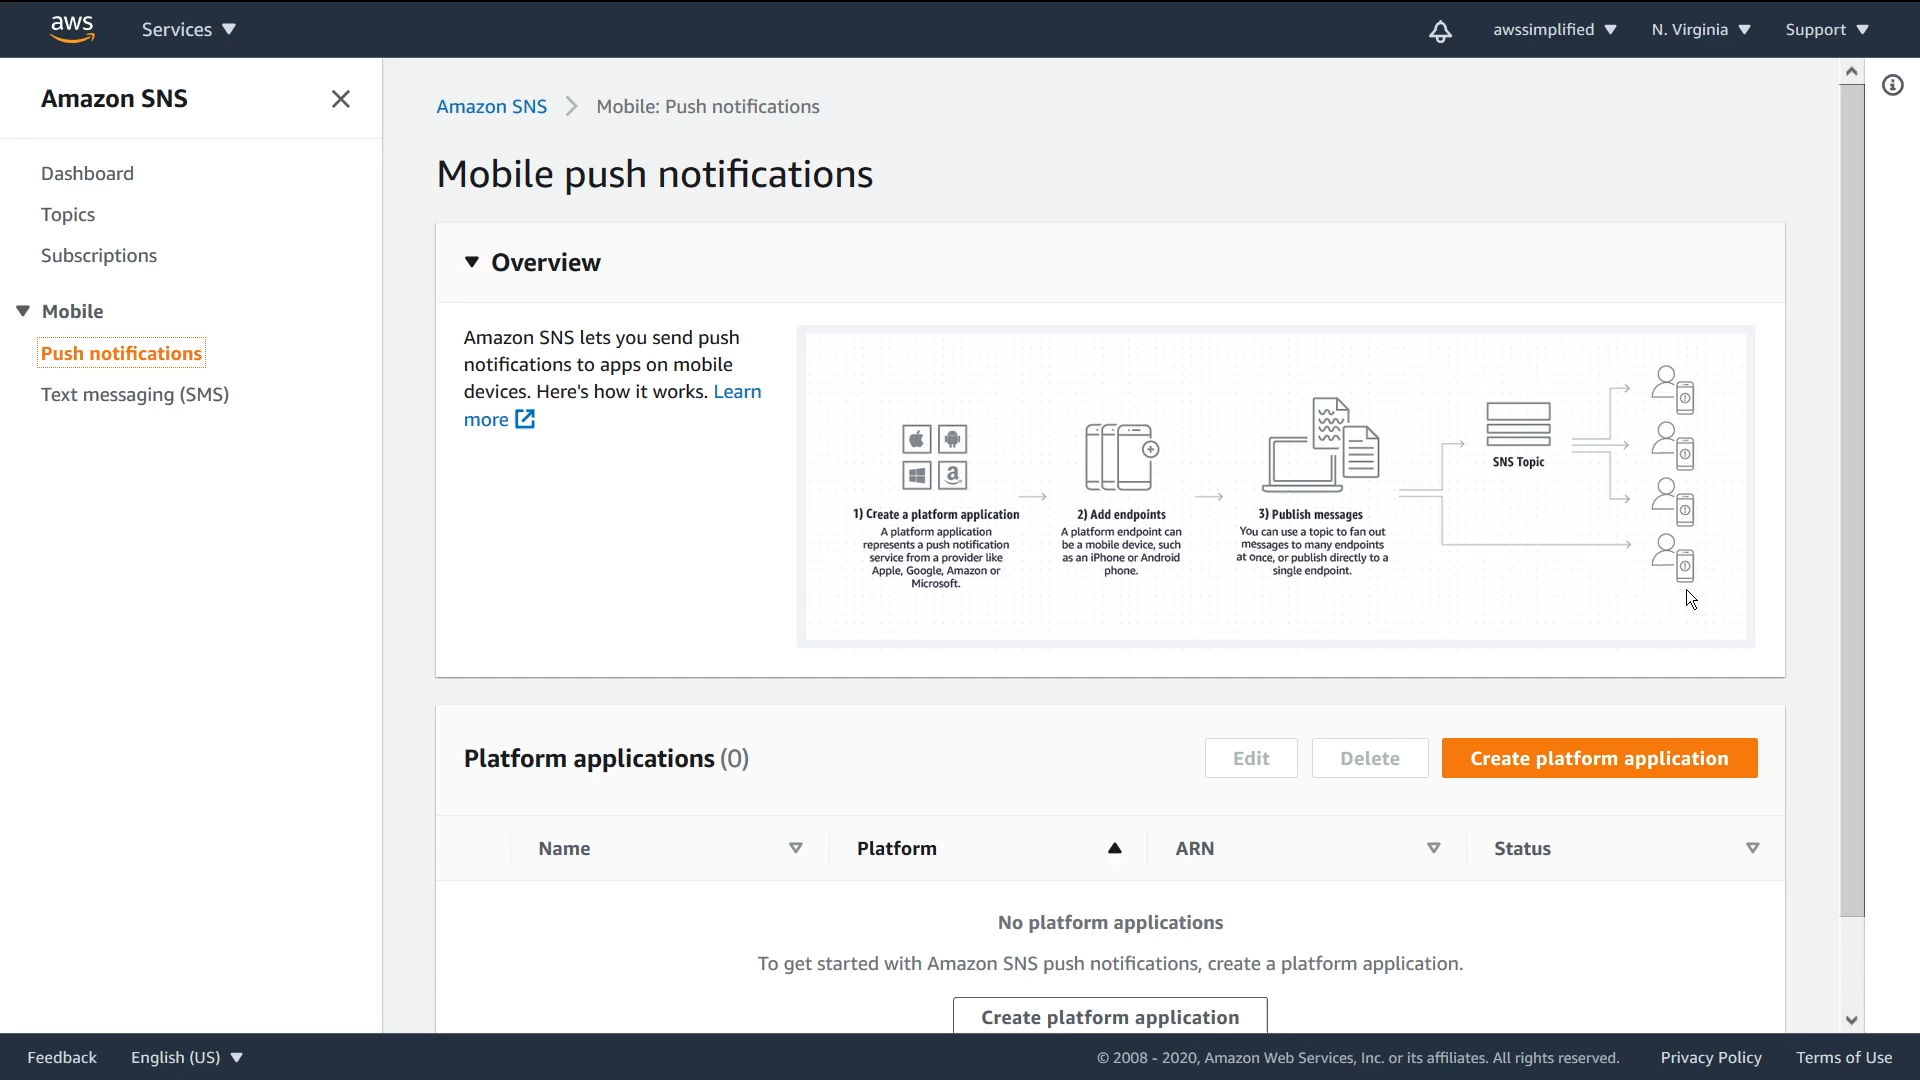 aws
Services
awssimplified
N. Virginia
Support
Amazon SNS
Dashboard
Topics
Subscriptions
Mobile
Push notifications
Text messaging (SMS)
Amazon SNS
Mobile: Push notifications
Mobile push notifications
Overview
Amazon SNS lets you send push
notifications to apps on mobile
devices. Here's how it works. Learn
more
1) Create a platform application
A platform application
represents a push notification
service from a provider like
Apple, Google, Amazon or
Microsoft.
2) Add endpoints
A platform endpoint can
be a mobile device, such
as an iPhone or Android
phone.
3) Publish messages
You can use a topic to fan out
messages to many endpoints
at once, or publish directly to a
single endpoint.
SNS Topic
Platform applications (0)
Edit
Delete
Create platform application
Name
Platform
ARN
Status
No platform applications
To get started with Amazon SNS push notifications, create a platform application.
Create platform application
Feedback
English (US)
© 2008 - 2020, Amazon Web Services, Inc. or its affiliates. All rights reserved.
Privacy Policy
Terms of Use